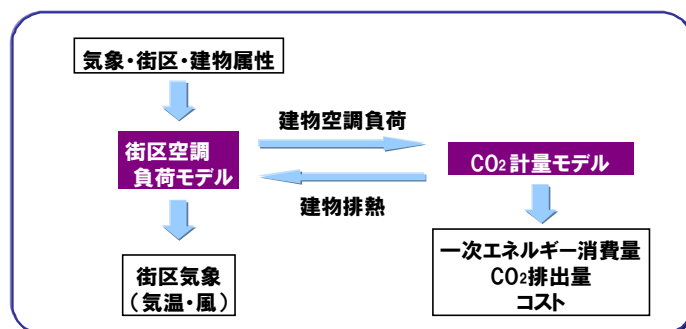 気象・街区・建物属性
建物空調負荷
街区空調
負荷モデル
CO2計量モデル
建物排熱
街区気象
(気温・風)
一次エネルギー消費量
CO2排出量
コスト